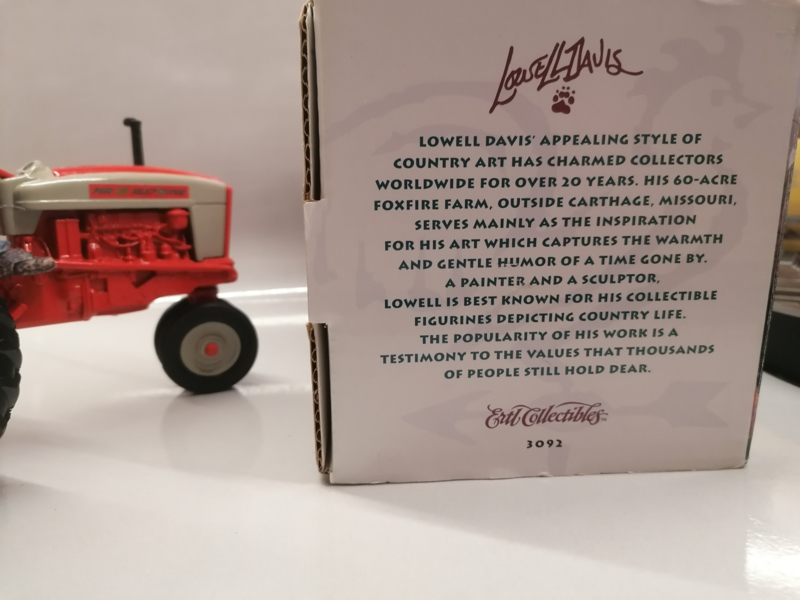 Lowell Davis
LOWELL DAVIS' APPEALING STYLE OF
COUNTRY ART HAS CHARMED COLLECTORS
WORLDWIDE FOR OVER 20 YEARS. HIS 60-ACRE
FOXFIRE FARM, OUTSIDE CARTHAGE, MISSOURI,
SERVES MAINLY AS THE INSPIRATION
FOR HIS ART WHICH CAPTURES THE WARMTH
AND GENTLE HUMOR OF A TIME GONE BY.
A PAINTER AND A SCULPTOR,
LOWELL IS BEST KNOWN FOR HIS COLLECTIBLE
FIGURINES DEPICTING COUNTRY LIFE.
THE POPULARITY OF HIS WORK IS A
TESTIMONY TO THE VALUES THAT THOUSANDS
OF PEOPLE STILL HOLD DEAR.
Ertl Collectibles
3092